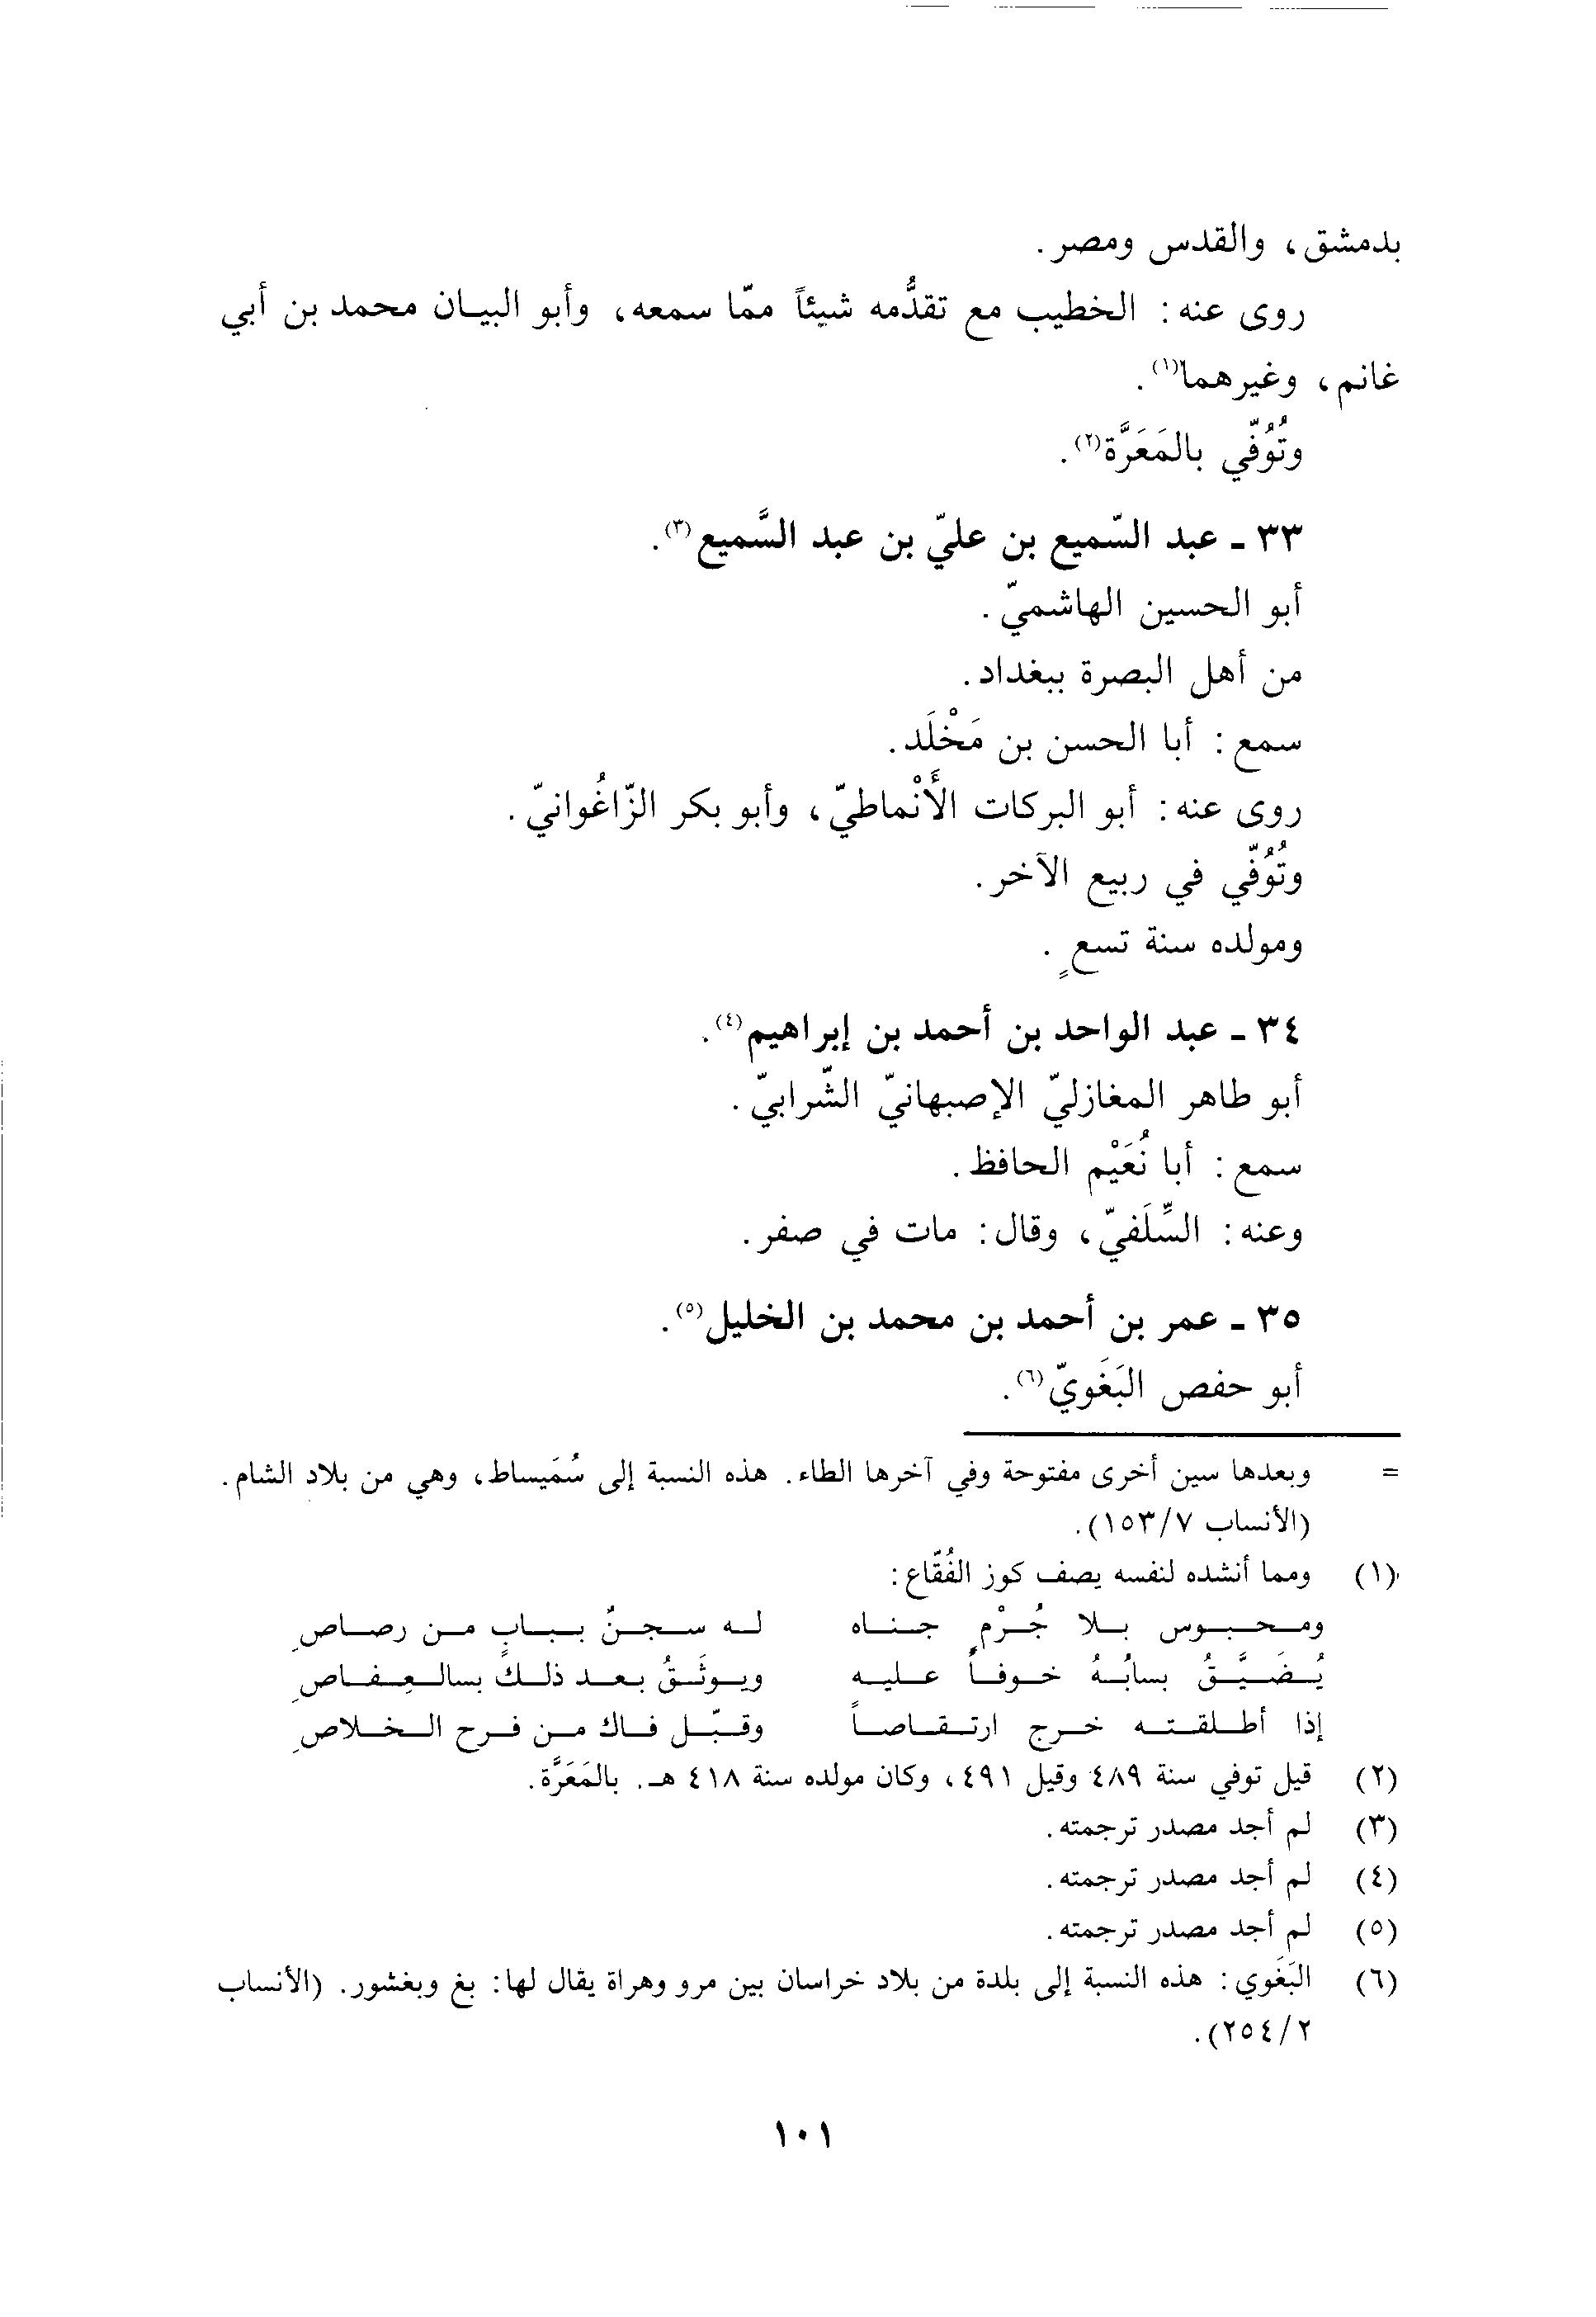 بدمشق، والقدس ومصر.
روى عنه: الخطيب مع تقدُّمه شيئاً ممّا سمعه، وأبو البيان محمد بن أبي
غانم، وغيرهما(١).
وتُوُفّي بالمَعَرَّة(٢).
٣٣ ـ عبد السّميع بن عليّ بن عبد السَّميع(٣).
أبو الحسين الهاشميّ.
من أهل البصرة ببغداد.
سمع: أبا الحسن بن مَخْلَد.
روى عنه: أبو البركات الأَنْماطيّ، وأبو بكر الزّاغُوانيّ.
وتُوُفّي في ربيع الآخر.
ومولده سنة تسعٍ.
٣٤ ـ عبد الواحد بن أحمد بن إبراهيم(٤).
أبو طاهر المغازليّ الإصبهانيّ الشّرابيّ.
سمع: أبا نُعَيْم الحافظ.
وعنه: السِّلَفيّ، وقال: مات في صفر.
٣٥ ـ عمر بن أحمد بن محمد بن الخليل(٥).
أبو حفص البَغَويّ(٦).
= وبعدها سين أخرى مفتوحة وفي آخرها الطاء. هذه النسبة إلى سُمَيساط، وهي من بلاد الشام.
(الأنساب ٧/١٥٣).
(١) ومما أنشده لنفسه يصف كوز الفُقّاع:
ومحبوس بلا جُرْمٍ جناه له سجنٌ ببابٍ من رصاصِ
يُضَيَّقُ بسابُهُ خوفاً عليه ويوثَقُ بعد ذلك بسالعِفاصِ
إذا أطلقته خرج ارتقاصاً وقبّل فاك من فرح الخلاصِ
(٢) قيل توفي سنة ٤٨٩ وقيل ٤٩١، وكان مولده سنة ٤١٨ هـ. بالمَعَرَّة.
(٣) لم أجد مصدر ترجمته.
(٤) لم أجد مصدر ترجمته.
(٥) لم أجد مصدر ترجمته.
(٦) البَغَوي: هذه النسبة إلى بلدة من بلاد خراسان بين مرو وهراة يقال لها: بغ وبغشور. (الأنساب
٢/٢٥٤).
١٠١